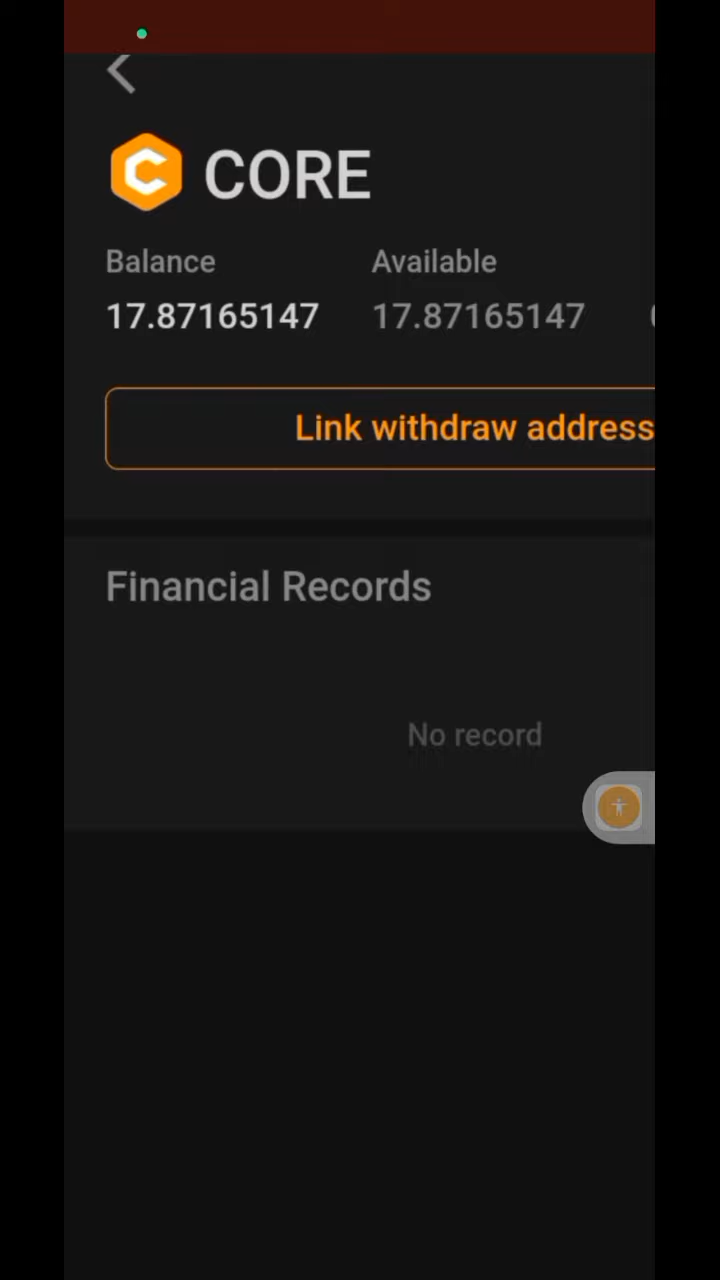 CORE
Balance Available
17.87165147 17.87165147
Link withdraw address
Financial Records
No record